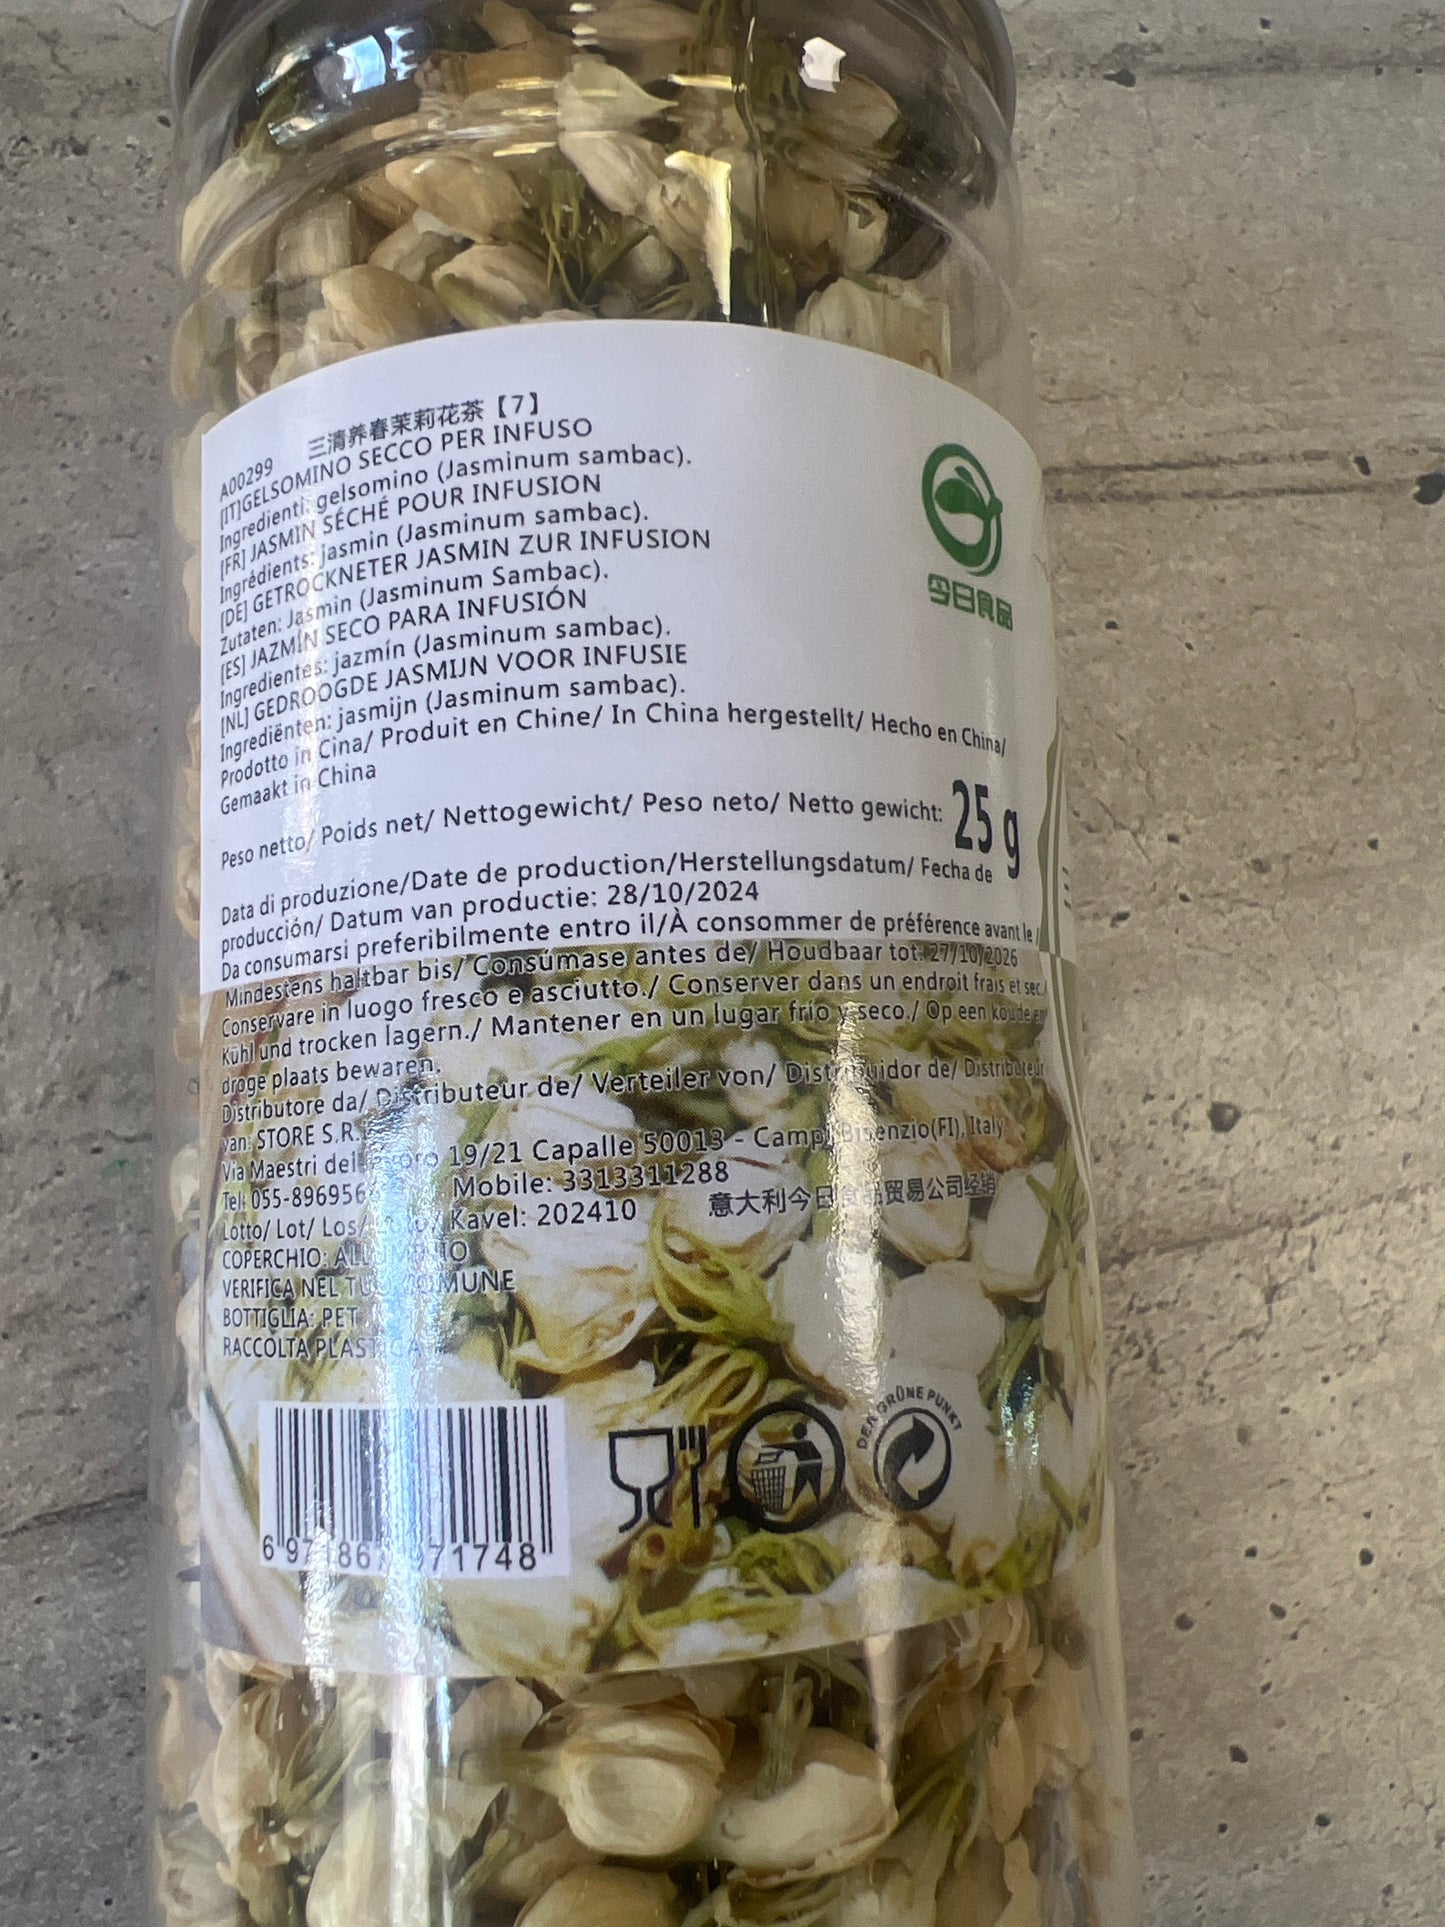 A00299 三清养春茉莉花茶【7】
[IT]GELSOMINO SECCO PER INFUSO
Ingredienti: gelsomino (Jasminum sambac).
[FR] JASMIN SÉCHÉ POUR INFUSION
Ingrédients: jasmin (Jasminum sambac).
[DE] GETROCKNETER JASMIN ZUR INFUSION
Zutaten: Jasmin (Jasminum Sambac).
[ES] JAZMÍN SECO PARA INFUSIÓN
Ingredientes: jazmín (Jasminum sambac).
[NL] GEDROOGDE JASMIJN VOOR INFUSIE
Ingrediënten: jasmijn (Jasminum sambac).
Prodotto in Cina/ Produit en Chine/ In China hergestellt/ Hecho en China/
Gemaakt in China
今日食品
Peso netto/ Poids net/ Nettogewicht/ Peso neto/ Netto gewicht: 25 g
Data di produzione/Date de production/Herstellungsdatum/ Fecha de
producción/ Datum van productie: 28/10/2024
Da consumarsi preferibilmente entro il/À consommer de préférence avant le/
Mindestens haltbar bis/ Consúmase antes de/ Houdbaar tot: 27/10/2026
Conservare in luogo fresco e asciutto./ Conserver dans un endroit frais et sec./
Kühl und trocken lagern./ Mantener en un lugar frío y seco./ Op een koude en
droge plaats bewaren.
Distributore da/ Distributeur de/ Verteiler von/ Distribuidor de/ Distributeur
van: STORE S.R.
Via Maestri del 19/21 Capalle 50013 - Campi Bisenzio(FI), Italy
Tel: 055-896956 Mobile: 3313311288
Lotto/ Lot/ Los/ Kavel: 202410 意大利今日食品贸易公司经销
COPERCHIO: ALLUMINIO
VERIFICA NEL TUO COMUNE
BOTTIGLIA: PET
RACCOLTA PLASTICA
DER GRÜNE PUNKT
971748